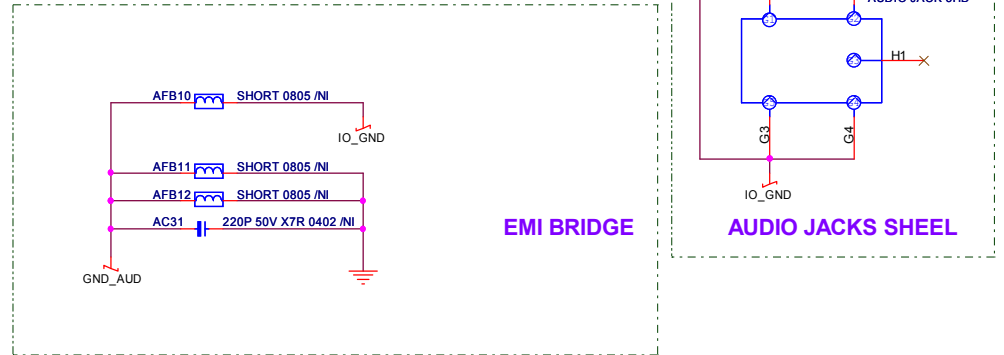 H1
AFB10 SHORT 0805 /NI
IO_GND
G3
G4
AFB11 SHORT 0805 /NI
AFB12 SHORT 0805 /NI
IO_GND
AC31 220P 50V X7R 0402 /NI
EMI BRIDGE
AUDIO JACKS SHEEL
GND_AUD